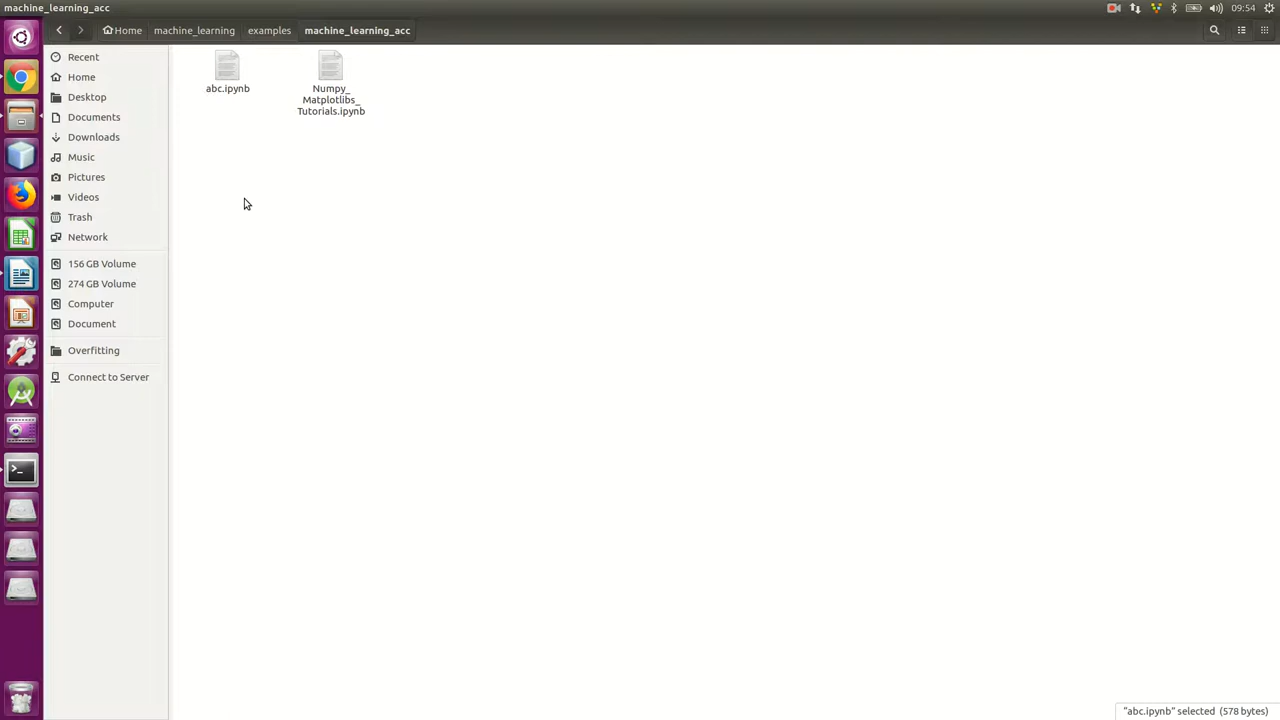 machine_learning_acc
09:54
Home
machine_learning
examples
machine_learning_acc
Recent
Home
Desktop
Documents
Downloads
Music
Pictures
Videos
Trash
Network
156 GB Volume
274 GB Volume
Computer
Document
Overfitting
Connect to Server
abc.ipynb
Numpy_
Matplotlibs_
Tutorials.ipynb
"abc.ipynb" selected (578 bytes)